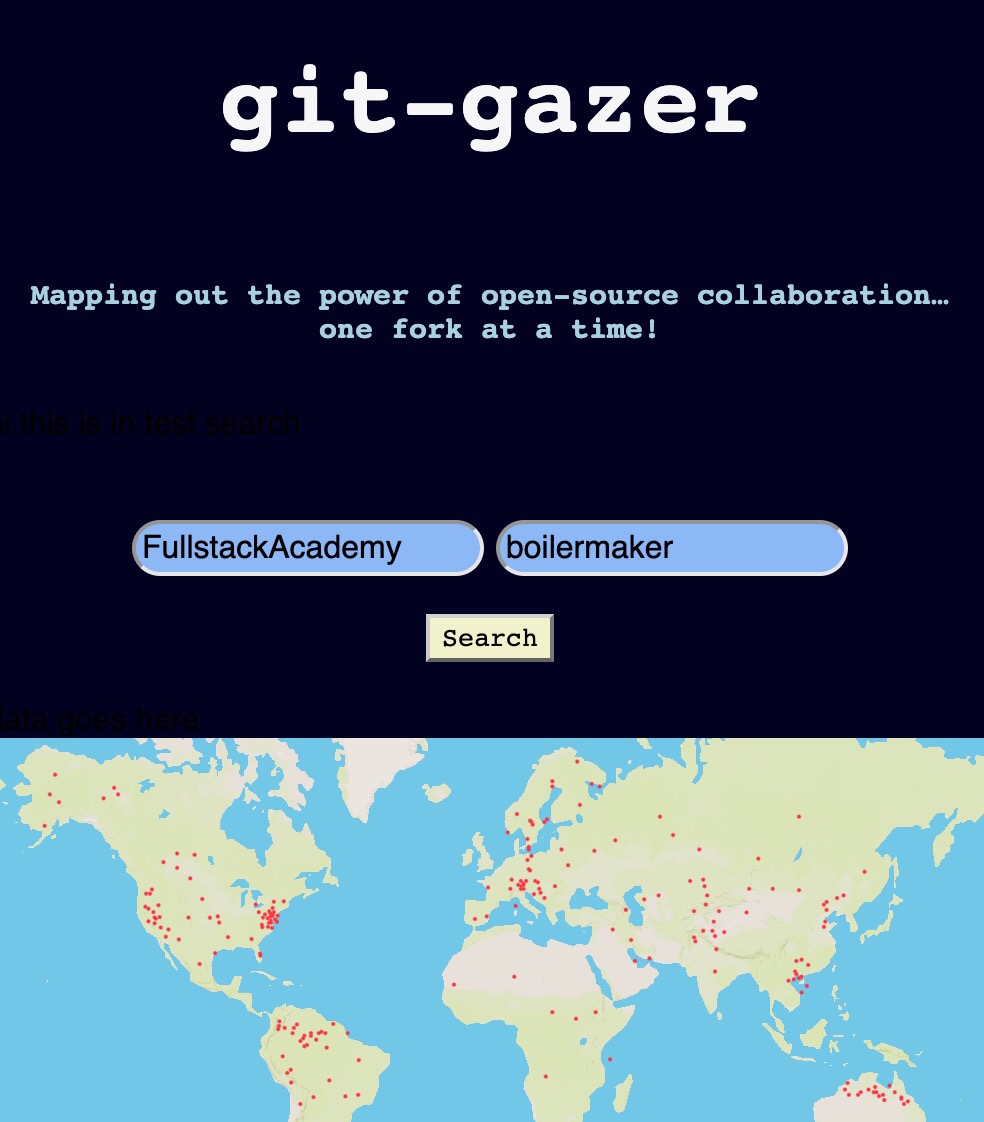 git-gazer
Mapping out the power of open-source collaboration…
one fork at a time!
this is in test search
FullstackAcademy boilermaker
Search
goes here